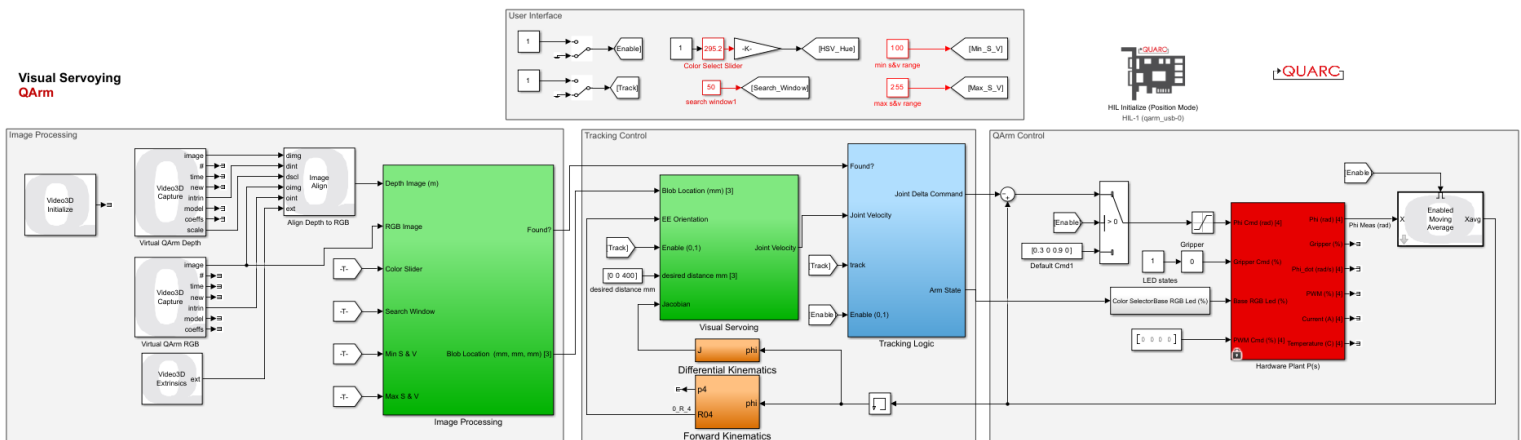 User Interface
1
Enable]
1
295.2
-K-
[HSV_Hue]
Color Select Slider
100
[Min_S_V]
min s&v range
1
[Track]
50
[Search_Window]
search window1
255
[Max_S_V]
max s&v range
QUARC
HIL Initialize (Position Mode)
HIL-1 (qarm_usb-0)
QUARC
Visual Servoying
QArm
Image Processing
Video3D
Initialize
image
#
time
new
intrin
model
coeffs
scale
Video3D
Capture
Virtual QArm Depth
dimg
dint
dscl
oimg
oint
ext
Image
Align
Align Depth to RGB
image
#
time
new
intrin
model
coeffs
Video3D
Capture
Virtual QArm RGB
Video3D
Extrinsics
ext
-T-
-T-
-T-
-T-
Depth Image (m)
RGB Image
Color Slider
Search Window
Min S & V
Max S & V
Found?
Blob Location (mm, mm, mm) [3]
Image Processing
Tracking Control
Blob Location (mm) [3]
EE Orientation
[Track]
Enable (0,1)
Joint Velocity
[0 0 400]
desired distance mm
desired distance mm [3]
Jacobian
Visual Servoing
J
phi
Differential Kinematics
p4
phi
0_R_4
R04
Forward Kinematics
Found?
Joint Delta Command
Joint Velocity
[Track]
track
Arm State
[Enable
Enable (0,1)
Tracking Logic
QArm Control
[Enable
> 0
[0.3 0 0.9 0]
Default Cmd1
Gripper
1
0
LED states
Color Selector
Base RGB Led (%)
[ 0 0 0 0 ]
Phi Cmd (rad) [4]
Gripper Cmd (%)
Base RGB Led (%)
PWM Cmd (%) [4]
Phi (rad) [4]
Gripper (%)
Phi_dot (rad/s) [4]
PWM (%) [4]
Current (A) [4]
Temperature (C) [4]
Hardware Plant P(s)
Phi Meas (rad)
Enable
X
Enabled
Moving
Average
Xavg